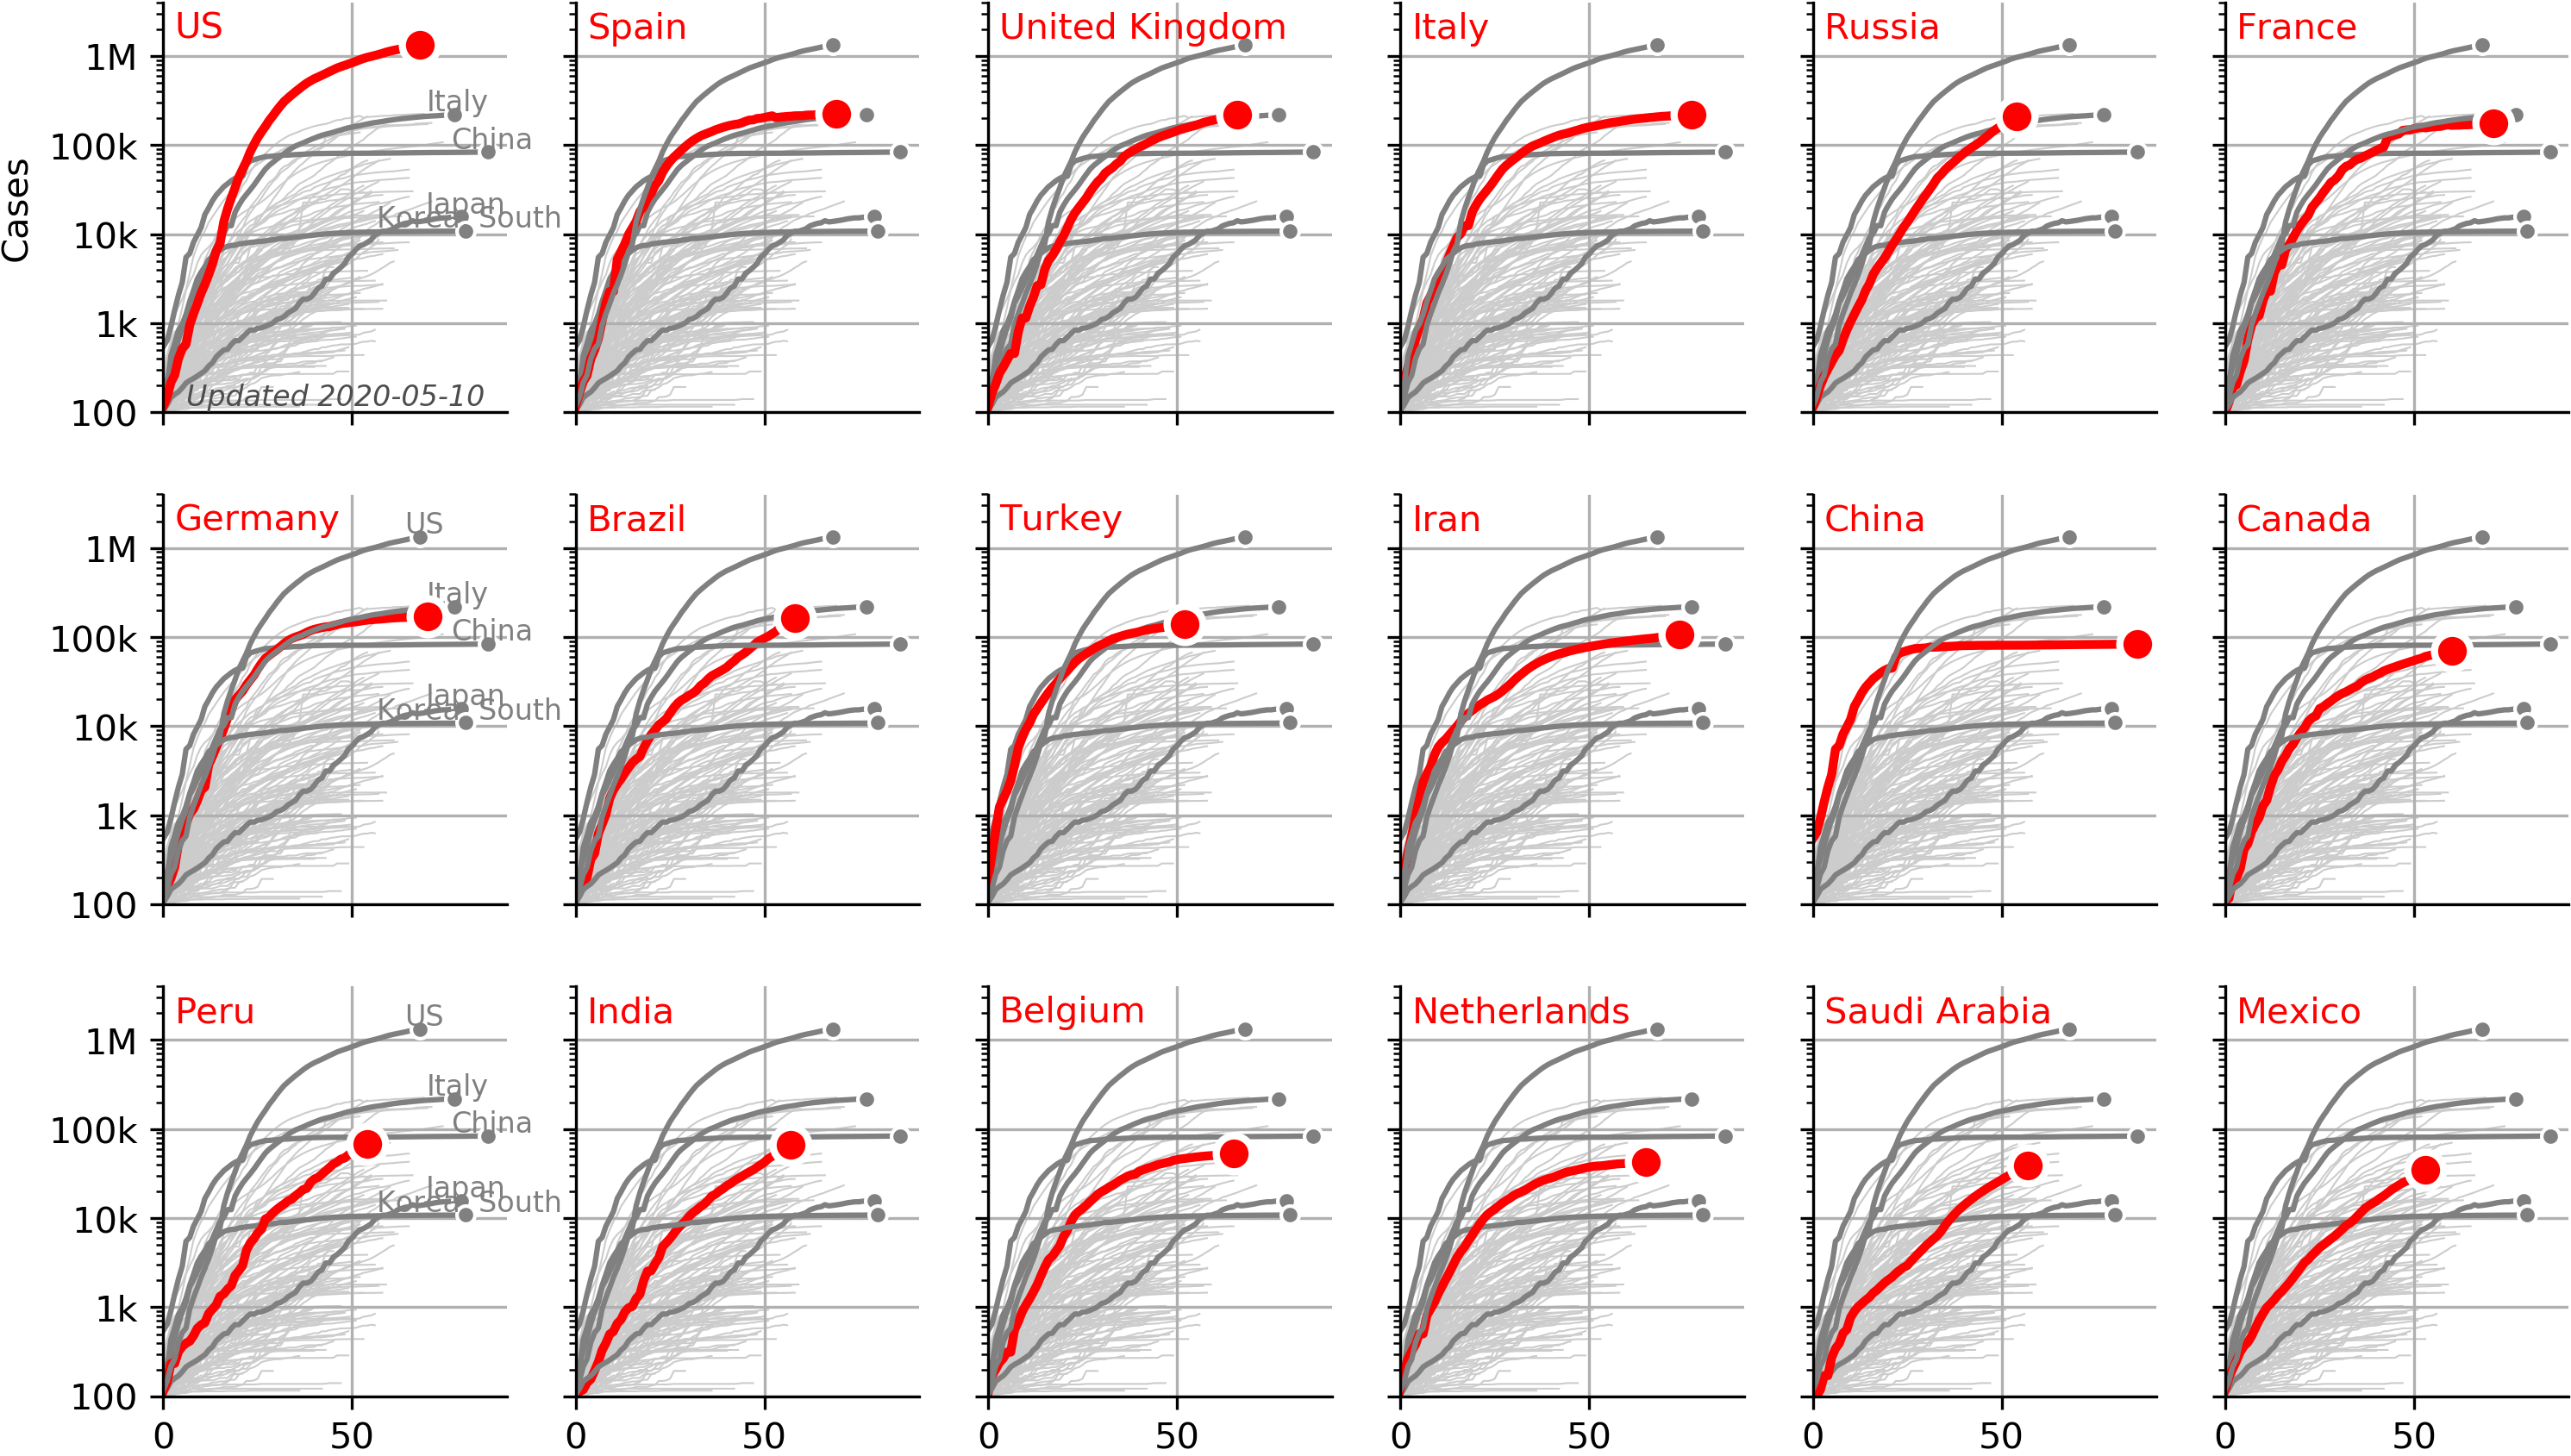 US
Spain
United Kingdom
Italy
Russia
France
Cases
1M
100k
10k
1k
100
Italy
China
Japan
Korea, South
Updated 2020-05-10
Germany
Brazil
Turkey
Iran
China
Canada
1M
100k
10k
1k
100
US
Italy
China
Japan
Korea, South
Peru
India
Belgium
Netherlands
Saudi Arabia
Mexico
1M
100k
10k
1k
100
US
Italy
China
Japan
Korea, South
0 50 0 50 0 50 0 50 0 50 0 50